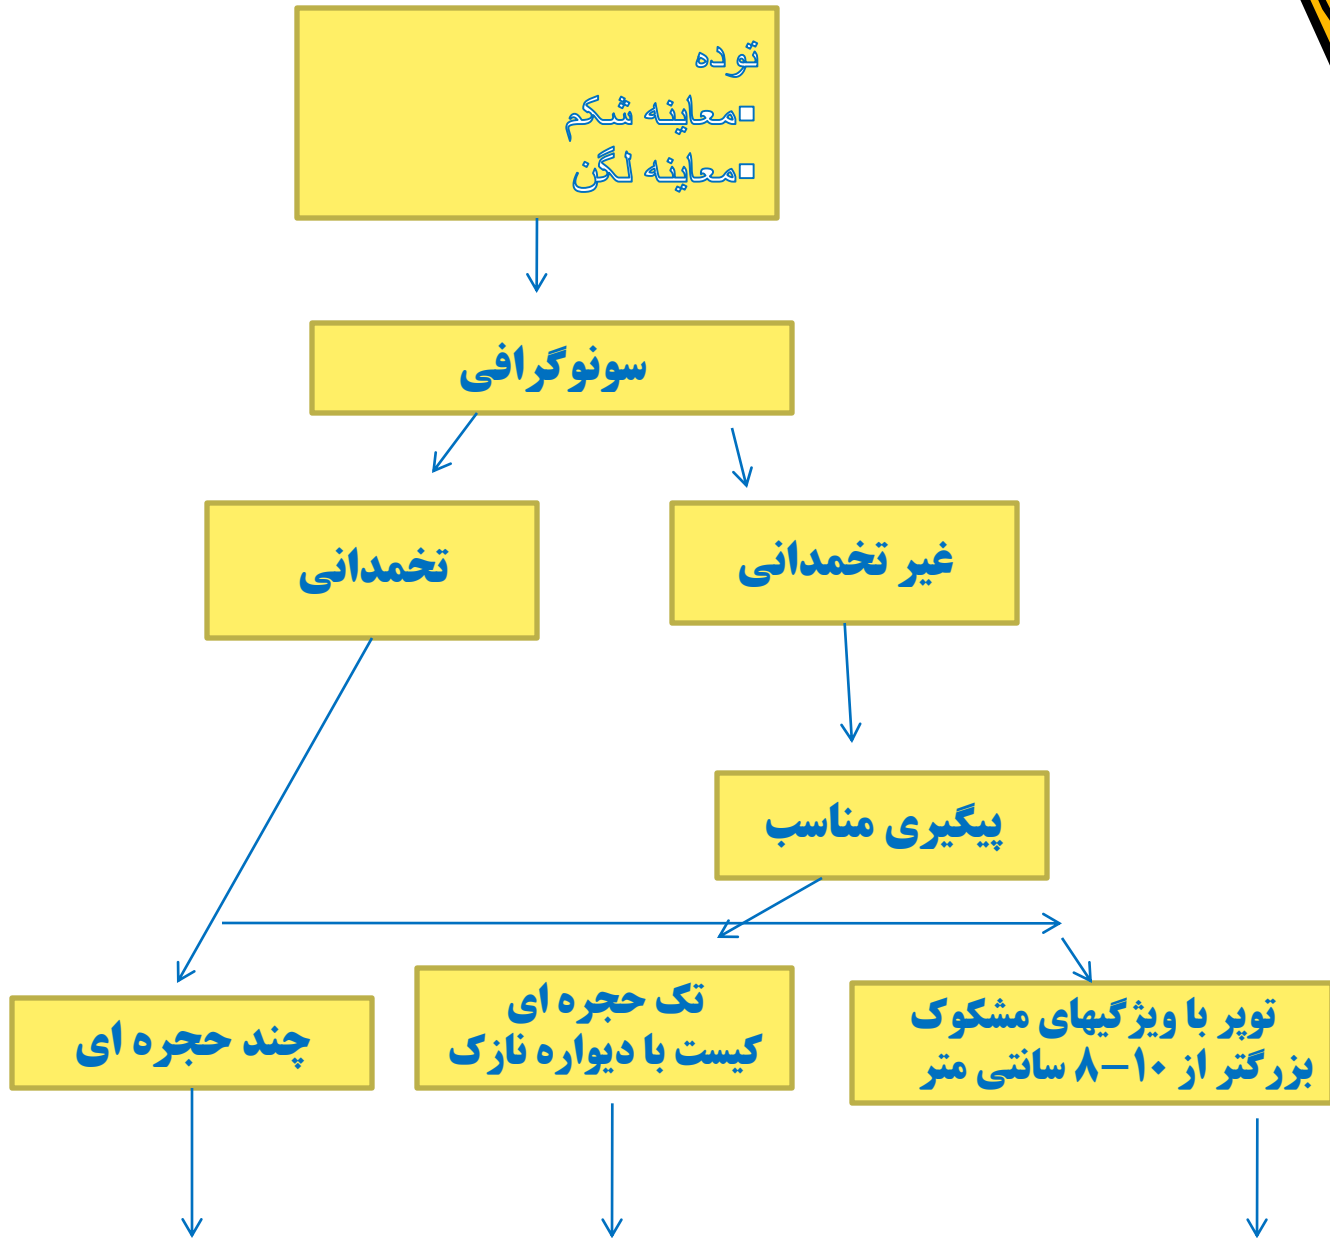 توده
▪معاینه شکم
▪معاینه لگن
سونوگرافی
غیر تخمدانی
تخمدانی
پیگیری مناسب
توپر با ویژگیهای مشکوک
بزرگتر از ۱۰–۸ سانتی متر
تک حجره ای
کیست با دیواره نازک
چند حجره ای